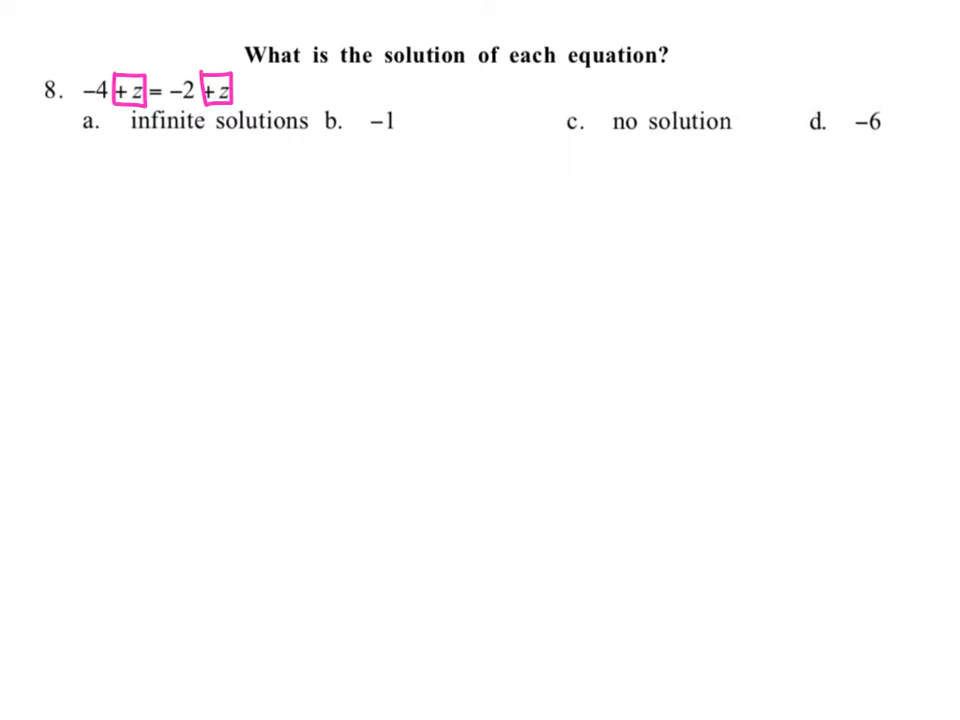 What is the solution of each equation?
8. −4 + z = −2 + z
a. infinite solutions b. −1 c. no solution d. −6